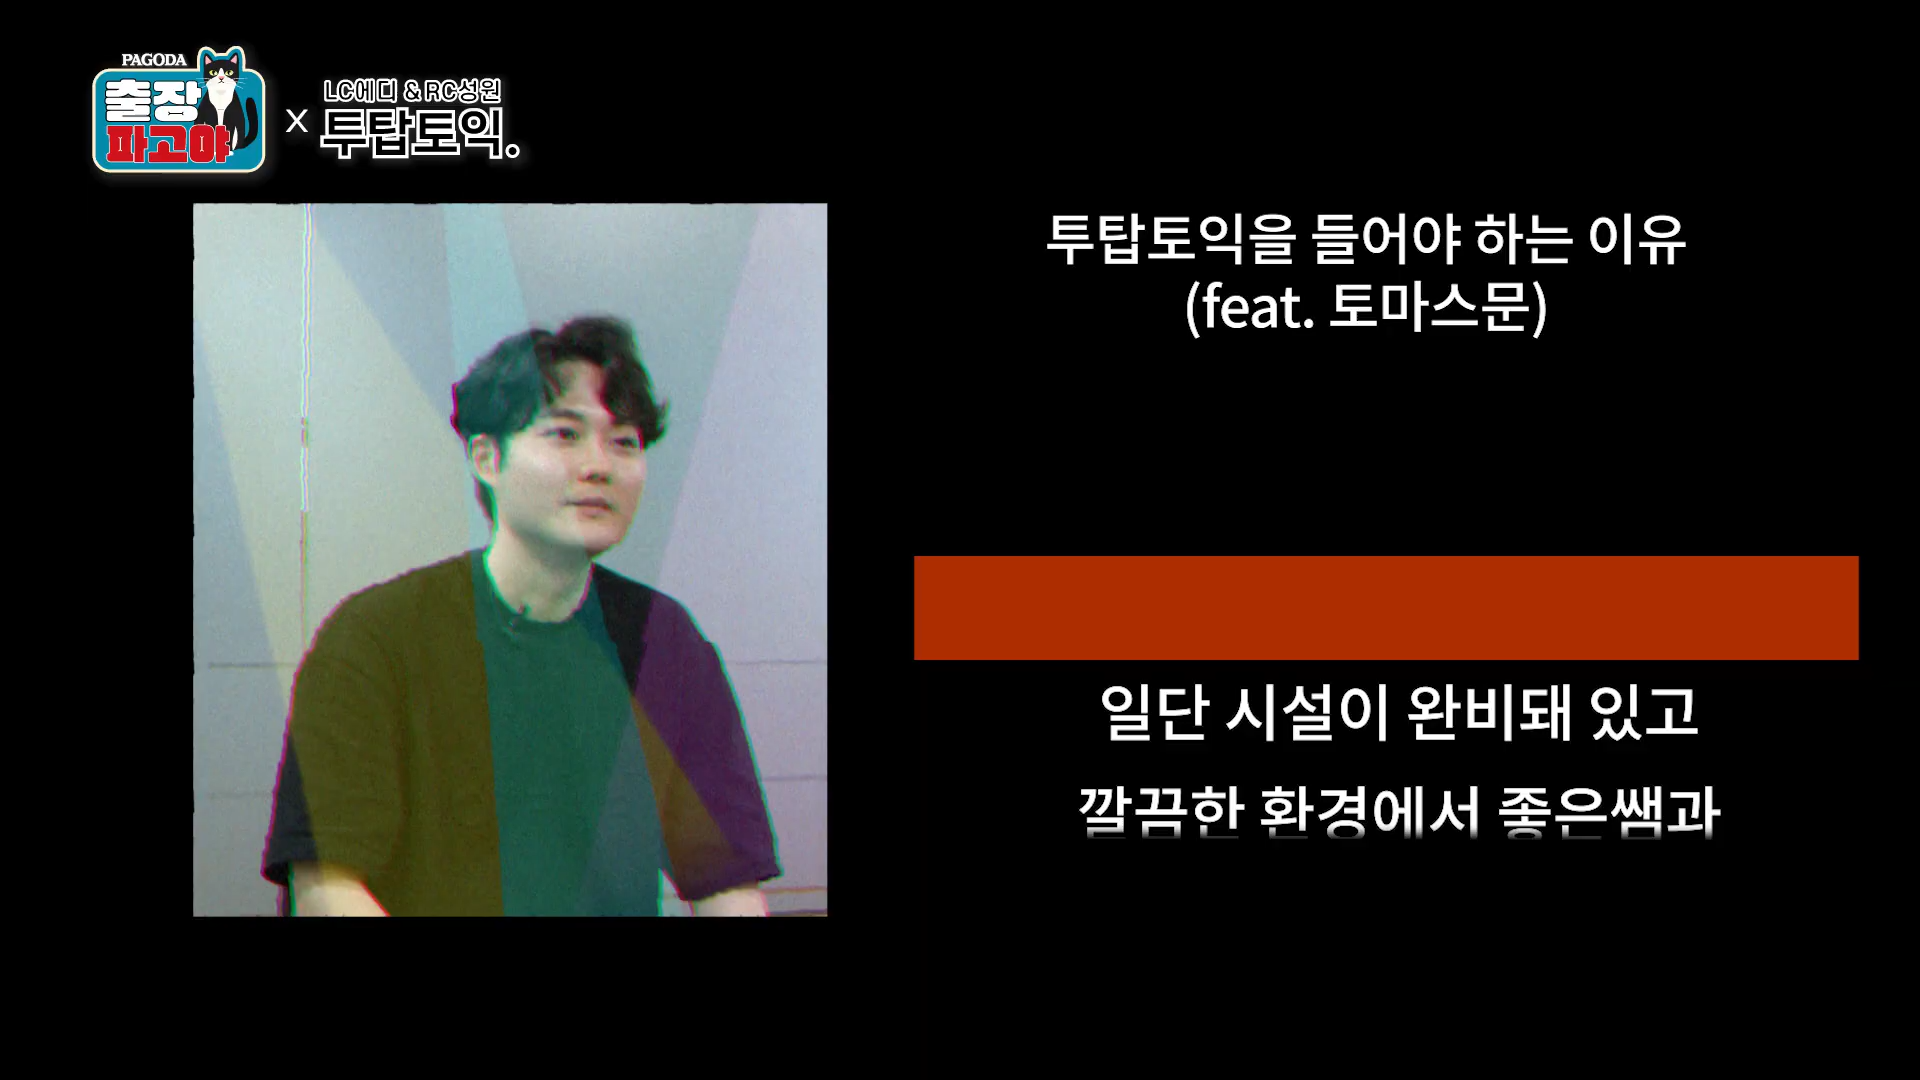 PAGODA
출장
파고야
X
LC에디 & RC성원
투탑토익.
투탑토익을 들어야 하는 이유
(feat. 토마스문)
일단 시설이 완비돼 있고
깔끔한 환경에서 좋은쌤과